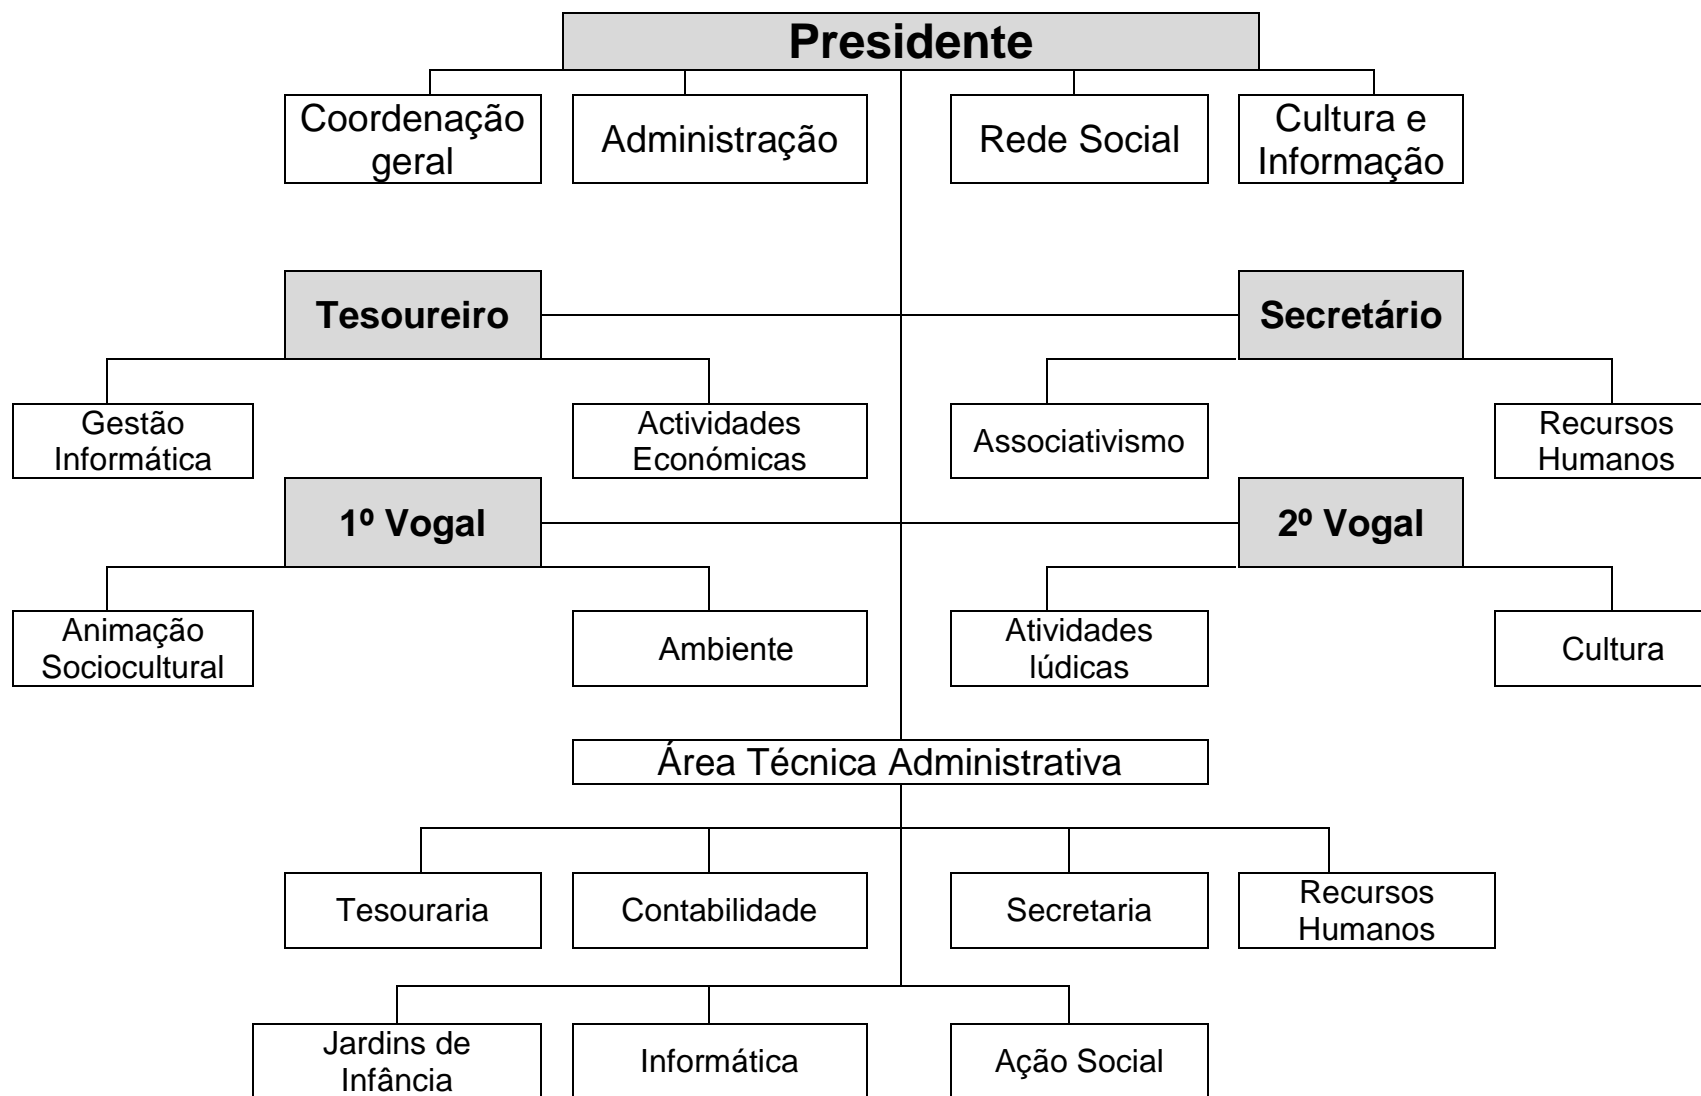 Presidente
Coordenação
geral
Administração
Rede Social
Cultura e
Informação
Tesoureiro
Secretário
Gestão
Informática
Actividades
Económicas
Associativismo
Recursos
Humanos
1º Vogal
2º Vogal
Animação
Sociocultural
Ambiente
Atividades
lúdicas
Cultura
Área Técnica Administrativa
Tesouraria
Contabilidade
Secretaria
Recursos
Humanos
Jardins de
Infância
Informática
Ação Social